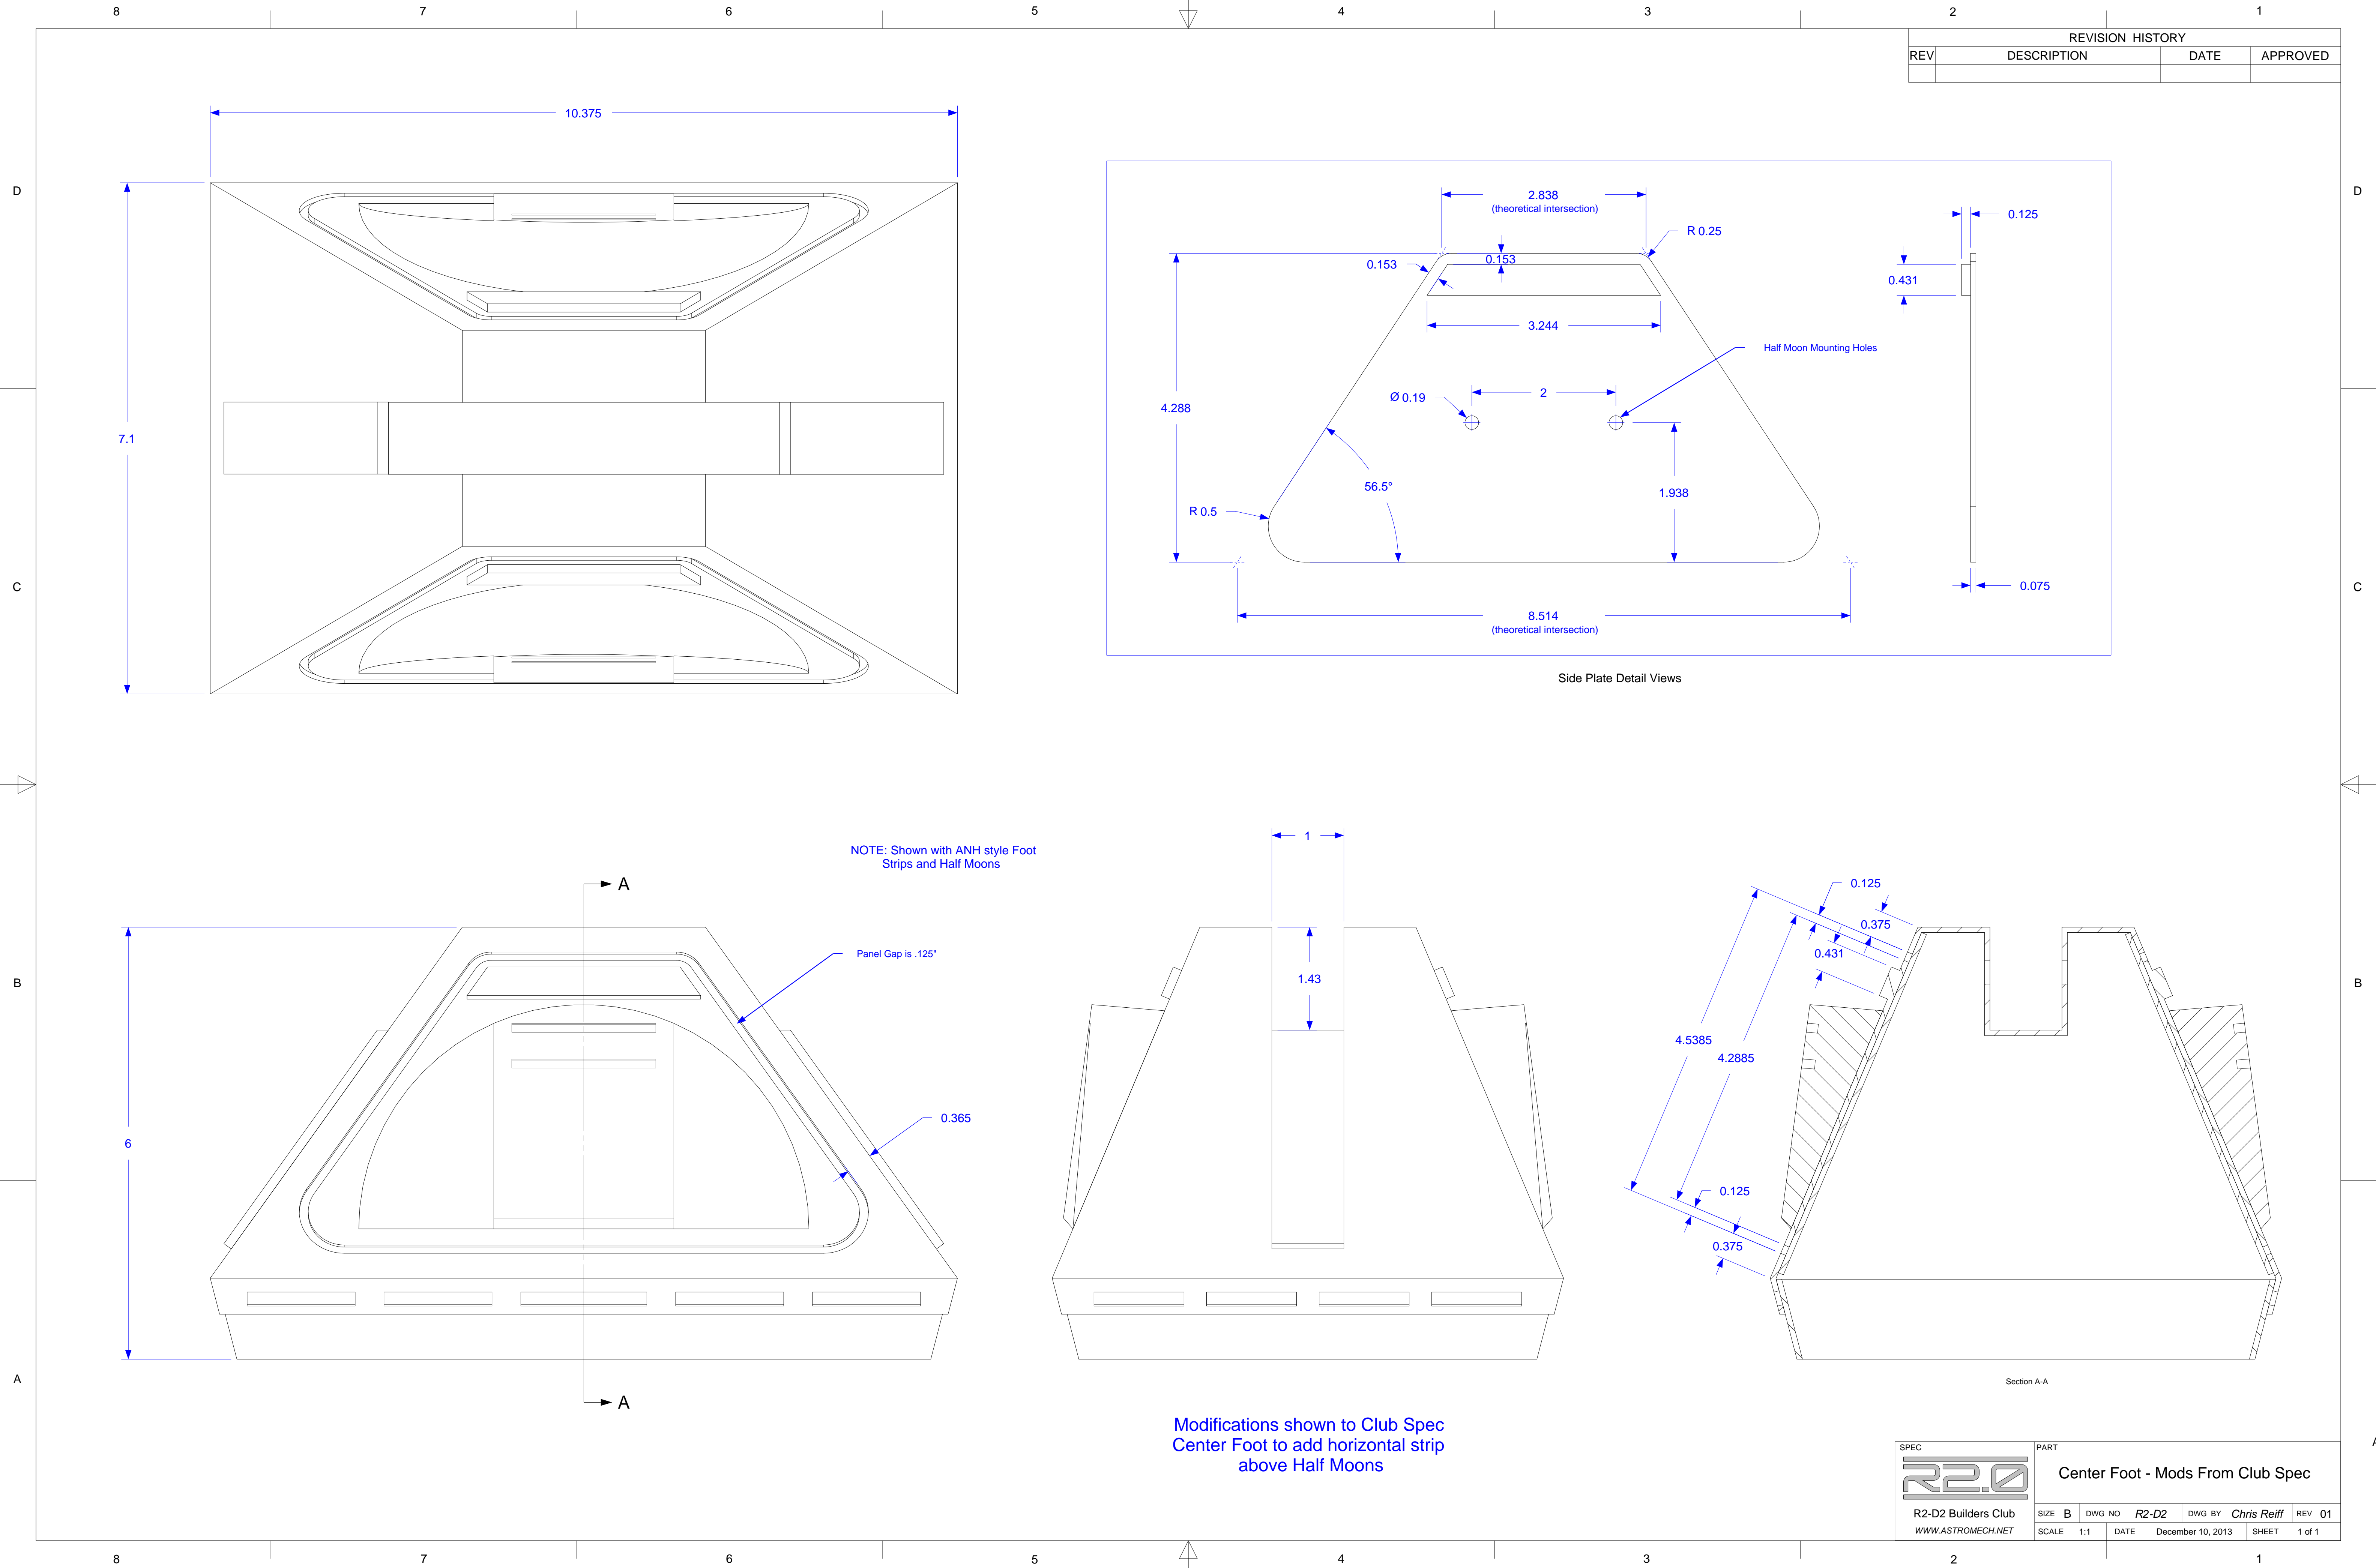 8 7 6 5 4 3 2 1
REVISION HISTORY
REV DESCRIPTION DATE APPROVED
D D
10.375
7.1
2.838
(theoretical intersection)
R 0.25
0.153
0.153
0.125
0.431
3.244
Half Moon Mounting Holes
2
Ø 0.19
4.288
56.5°
1.938
R 0.5
0.075
8.514
(theoretical intersection)
Side Plate Detail Views
C C
NOTE: Shown with ANH style Foot
Strips and Half Moons
A
Panel Gap is .125"
6
0.365
A
1
1.43
0.125
0.375
0.431
4.5385
4.2885
0.125
0.375
Section A-A
B B
A A
Modifications shown to Club Spec
Center Foot to add horizontal strip
above Half Moons
SPEC
R2.0
R2-D2 Builders Club
WWW.ASTROMECH.NET
PART
Center Foot - Mods From Club Spec
SIZE B DWG NO R2-D2 DWG BY Chris Reiff REV 01
SCALE 1:1 DATE December 10, 2013 SHEET 1 of 1
8 7 6 5 4 3 2 1